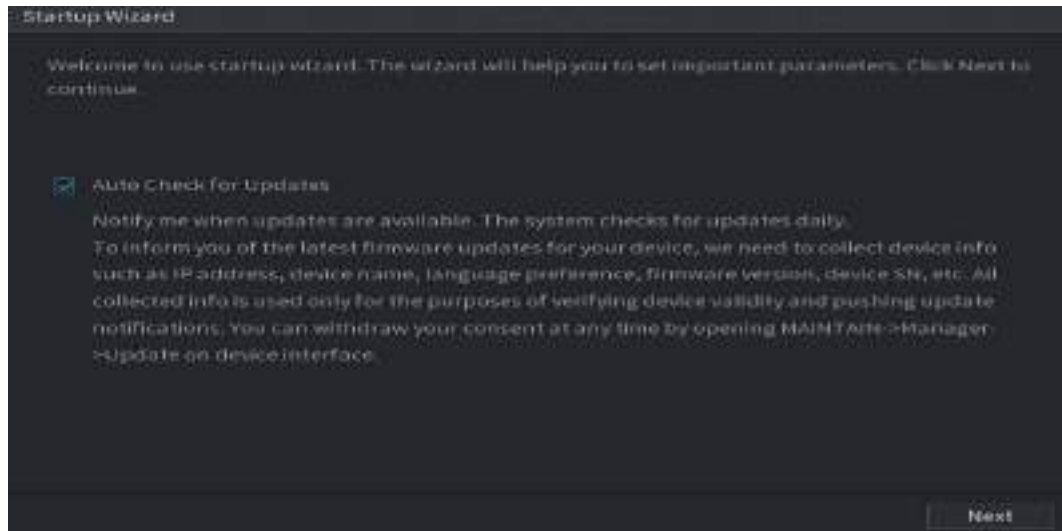 Startup Wizard
Welcome to use startup wizard. The wizard will help you to set important parameters. Click Next to
continue.
Auto Check for Updates
Notify me when updates are available. The system checks for updates daily.
To inform you of the latest firmware updates for your device, we need to collect device info
such as IP address, device name, language preference, firmware version, device SN, etc. All
collected info is used only for the purposes of verifying device validity and pushing update
notifications. You can withdraw your consent at any time by opening MAINTAIN->Manager-
>Update on device interface.
Next